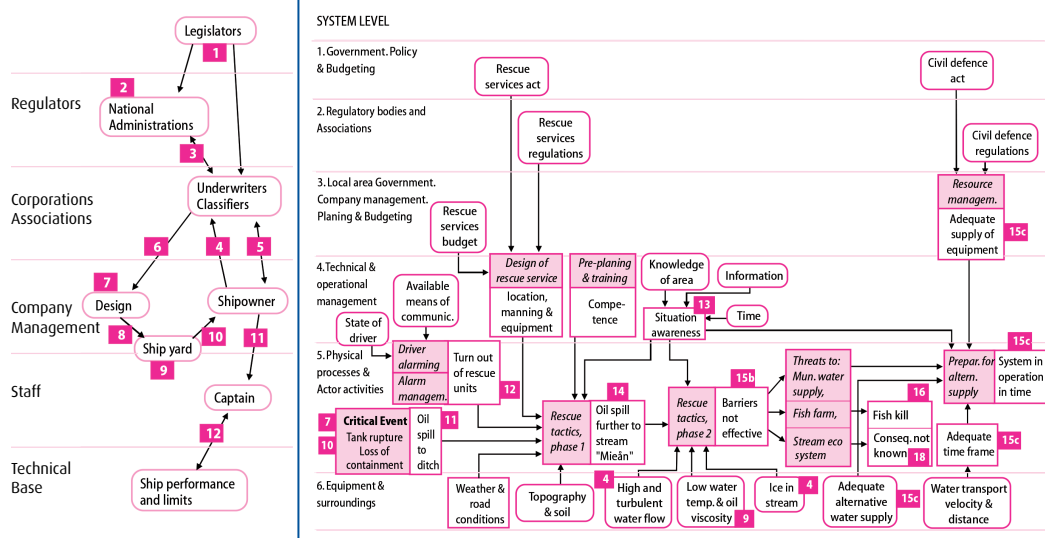 Legislators
1
Regulators
2
National
Administrations
3
Corporations
Associations
Underwriters
Classifiers
6
4
5
7
Design
Company
Management
Shipowner
8
10
Ship yard
9
11
Staff
Captain
12
Technical
Base
Ship performance
and limits
SYSTEM LEVEL
1. Government. Policy
& Budgeting
Rescue
services act
Civil defence
act
2. Regulatory bodies and
Associations
Rescue
services
regulations
Civil defence
regulations
3. Local area Government.
Company management.
Planing & Budgeting
Rescue
services
budget
Resource
managem.
Adequate
supply of
equipment
15c
4. Technical &
operational
management
Design of
rescue service
location,
manning &
equipment
Pre-planing
& training
Compe-
tence
Knowledge
of area
Information
13
Situation
awareness
Time
Available
means of
communic.
State of
driver
5. Physical
processes &
Actor activities
Driver
alarming
Alarm
managem.
Turn out
of rescue
units
12
7
Critical Event
10
Tank rupture
Loss of
containment
Oil
spill
to
ditch
11
Rescue
tactics,
phase 1
14
Oil spill
further to
stream
"Mieån"
Rescue
tactics,
phase 2
15b
Barriers
not
effective
Threats to:
Mun. water
supply,
Fish farm,
Stream eco
system
16
Fish kill
Conseq. not
known
18
15c
Prepar. for
altern.
supply
System in
operation
in time
Adequate
time frame
15c
6. Equipment &
surroundings
Weather &
road
conditions
Topography
& soil
4
High and
turbulent
water flow
Low water
temp. & oil
viscosity
9
Ice in
stream
4
Adequate
alternative
water supply
15c
Water transport
velocity &
distance